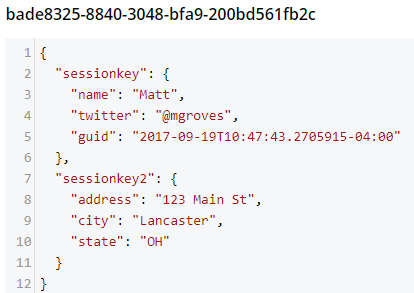 bade8325-8840-3048-bfa9-200bd561fb2c
1 {
2   "sessionkey": {
3     "name": "Matt",
4     "twitter": "@mgroves",
5     "guid": "2017-09-19T10:47:43.2705915-04:00"
6   },
7   "sessionkey2": {
8     "address": "123 Main St",
9     "city": "Lancaster",
10     "state": "OH"
11   }
12 }